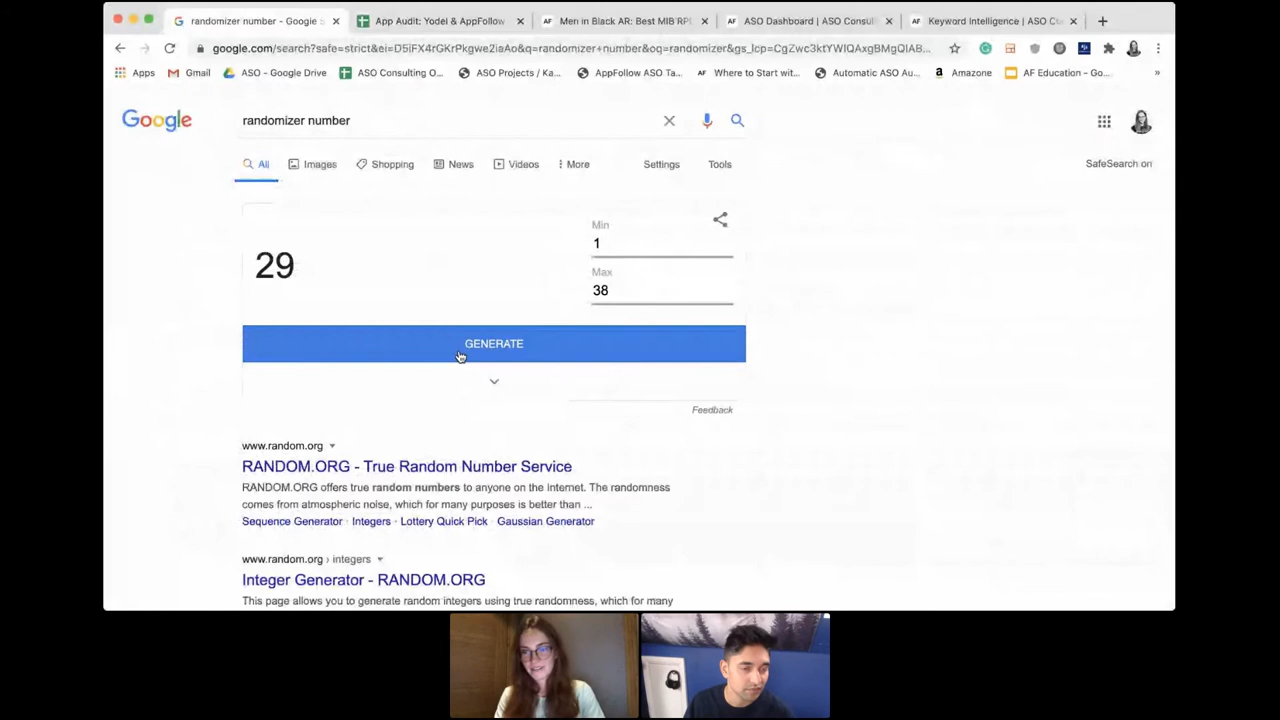 randomizer number - Google
App Audit: Yodel & AppFollow
Men in Black AR: Best MIB RP
ASO Dashboard | ASO Consul
Keyword Intelligence | ASO C
Apps
Gmail
ASO - Google Drive
ASO Consulting O...
ASO Projects / Ka...
AppFollow ASO Ta...
Where to Start wit...
Automatic ASO Au...
Amazone
AF Education - Go...
»
Google
randomizer number
All
Images
Shopping
News
Videos
More
Settings
Tools
SafeSearch on
Min
1
29
Max
38
GENERATE
Feedback
www.random.org
RANDOM.ORG - True Random Number Service
RANDOM.ORG offers true random numbers to anyone on the Internet. The randomness
comes from atmospheric noise, which for many purposes is better than ...
Sequence Generator · Integers · Lottery Quick Pick · Gaussian Generator
www.random.org › integers
Integer Generator - RANDOM.ORG
This page allows you to generate random integers using true randomness, which for many